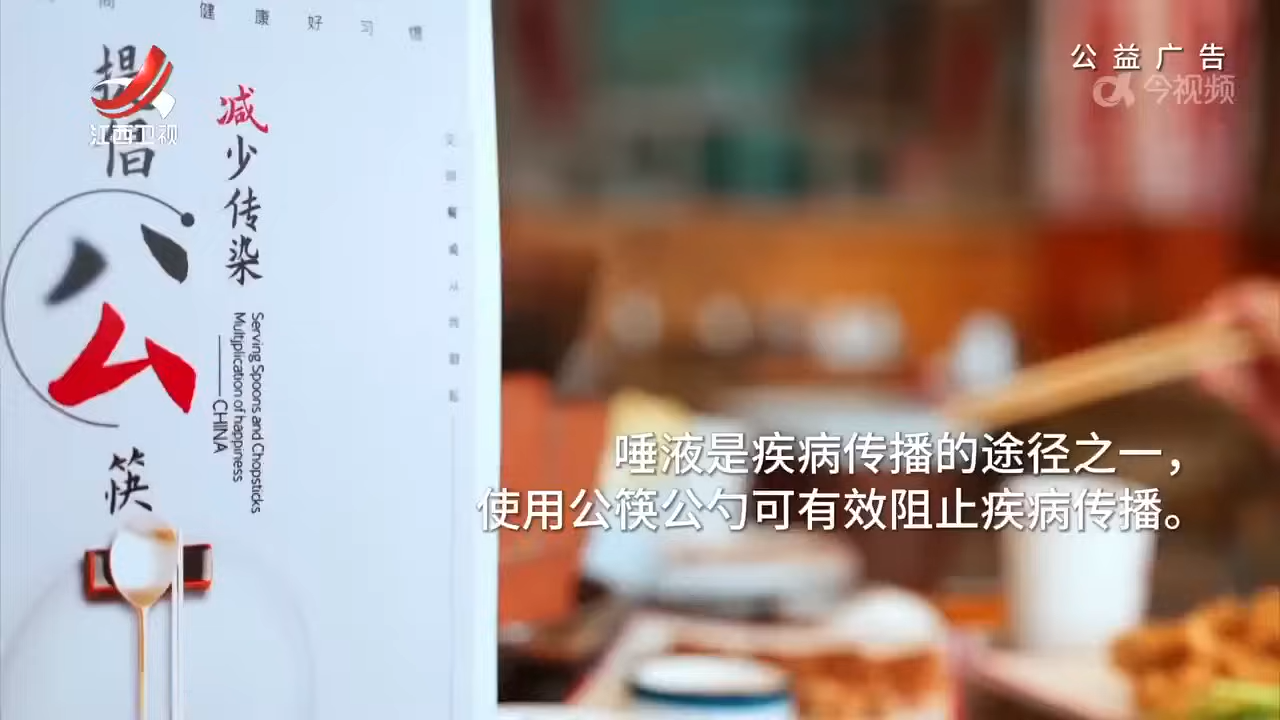 健康好习惯
公益广告
今视频
江西卫视
提倡
公
筷
减少传染
Serving Spoons and Chopsticks
Multiplication of happiness
——CHINA
唾液是疾病传播的途径之一，
使用公筷公勺可有效阻止疾病传播。